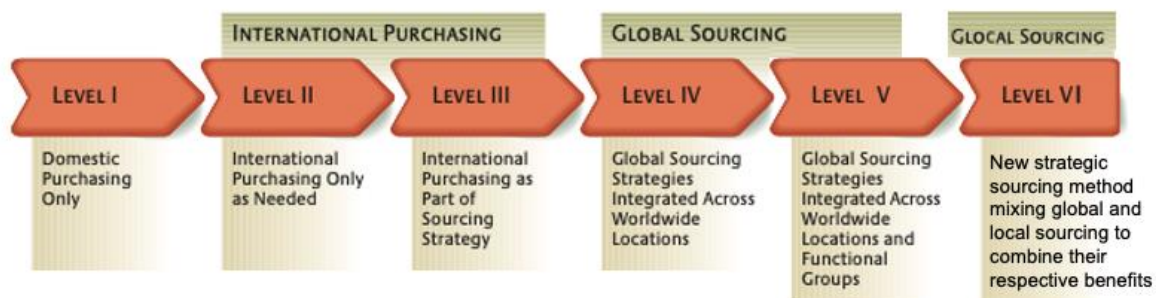 INTERNATIONAL PURCHASING
GLOBAL SOURCING
GLOCAL SOURCING
LEVEL I
LEVEL II
LEVEL III
LEVEL IV
LEVEL V
LEVEL VI
Domestic
Purchasing
Only
International
Purchasing Only
as Needed
International
Purchasing as
Part of
Sourcing
Strategy
Global Sourcing
Strategies
Integrated Across
Worldwide
Locations
Global Sourcing
Strategies
Integrated Across
Worldwide
Locations and
Functional
Groups
New strategic
sourcing method
mixing global and
local sourcing to
combine their
respective benefits